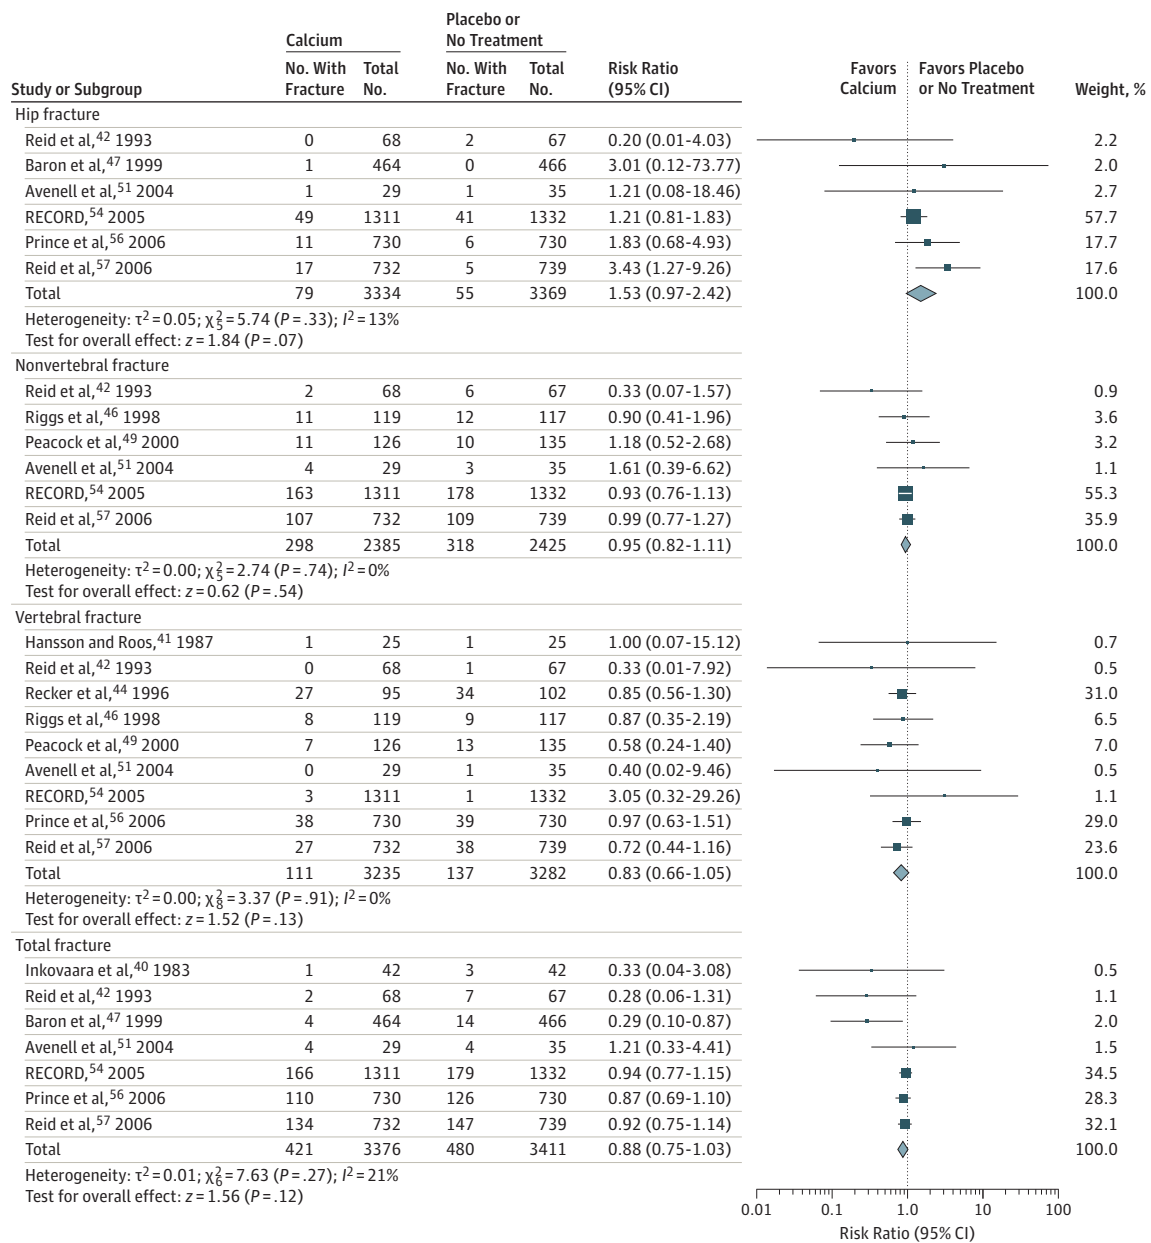 Calcium
Placebo or
No Treatment
Study or Subgroup No. With Fracture Total No. No. With Fracture Total No. Risk Ratio (95% CI) Favors Calcium Favors Placebo or No Treatment Weight, %
Hip fracture
Reid et al,42 1993 0 68 2 67 0.20 (0.01-4.03) 2.2
Baron et al,47 1999 1 464 0 466 3.01 (0.12-73.77) 2.0
Avenell et al,51 2004 1 29 1 35 1.21 (0.08-18.46) 2.7
RECORD,54 2005 49 1311 41 1332 1.21 (0.81-1.83) 57.7
Prince et al,56 2006 11 730 6 730 1.83 (0.68-4.93) 17.7
Reid et al,57 2006 17 732 5 739 3.43 (1.27-9.26) 17.6
Total 79 3334 55 3369 1.53 (0.97-2.42) 100.0
Heterogeneity: τ2=0.05; χ25=5.74 (P=.33); I2=13%
Test for overall effect: z=1.84 (P=.07)
Nonvertebral fracture
Reid et al,42 1993 2 68 6 67 0.33 (0.07-1.57) 0.9
Riggs et al,46 1998 11 119 12 117 0.90 (0.41-1.96) 3.6
Peacock et al,49 2000 11 126 10 135 1.18 (0.52-2.68) 3.2
Avenell et al,51 2004 4 29 3 35 1.61 (0.39-6.62) 1.1
RECORD,54 2005 163 1311 178 1332 0.93 (0.76-1.13) 55.3
Reid et al,57 2006 107 732 109 739 0.99 (0.77-1.27) 35.9
Total 298 2385 318 2425 0.95 (0.82-1.11) 100.0
Heterogeneity: τ2=0.00; χ25=2.74 (P=.74); I2=0%
Test for overall effect: z=0.62 (P=.54)
Vertebral fracture
Hansson and Roos,41 1987 1 25 1 25 1.00 (0.07-15.12) 0.7
Reid et al,42 1993 0 68 1 67 0.33 (0.01-7.92) 0.5
Recker et al,44 1996 27 95 34 102 0.85 (0.56-1.30) 31.0
Riggs et al,46 1998 8 119 9 117 0.87 (0.35-2.19) 6.5
Peacock et al,49 2000 7 126 13 135 0.58 (0.24-1.40) 7.0
Avenell et al,51 2004 0 29 1 35 0.40 (0.02-9.46) 0.5
RECORD,54 2005 3 1311 1 1332 3.05 (0.32-29.26) 1.1
Prince et al,56 2006 38 730 39 730 0.97 (0.63-1.51) 29.0
Reid et al,57 2006 27 732 38 739 0.72 (0.44-1.16) 23.6
Total 111 3235 137 3282 0.83 (0.66-1.05) 100.0
Heterogeneity: τ2=0.00; χ28=3.37 (P=.91); I2=0%
Test for overall effect: z=1.52 (P=.13)
Total fracture
Inkovaara et al,40 1983 1 42 3 42 0.33 (0.04-3.08) 0.5
Reid et al,42 1993 2 68 7 67 0.28 (0.06-1.31) 1.1
Baron et al,47 1999 4 464 14 466 0.29 (0.10-0.87) 2.0
Avenell et al,51 2004 4 29 4 35 1.21 (0.33-4.41) 1.5
RECORD,54 2005 166 1311 179 1332 0.94 (0.77-1.15) 34.5
Prince et al,56 2006 110 730 126 730 0.87 (0.69-1.10) 28.3
Reid et al,57 2006 134 732 147 739 0.92 (0.75-1.14) 32.1
Total 421 3376 480 3411 0.88 (0.75-1.03) 100.0
Heterogeneity: τ2=0.01; χ26=7.63 (P=.27); I2=21%
Test for overall effect: z=1.56 (P=.12)
0.01 0.1 1.0 10 100
Risk Ratio (95% CI)